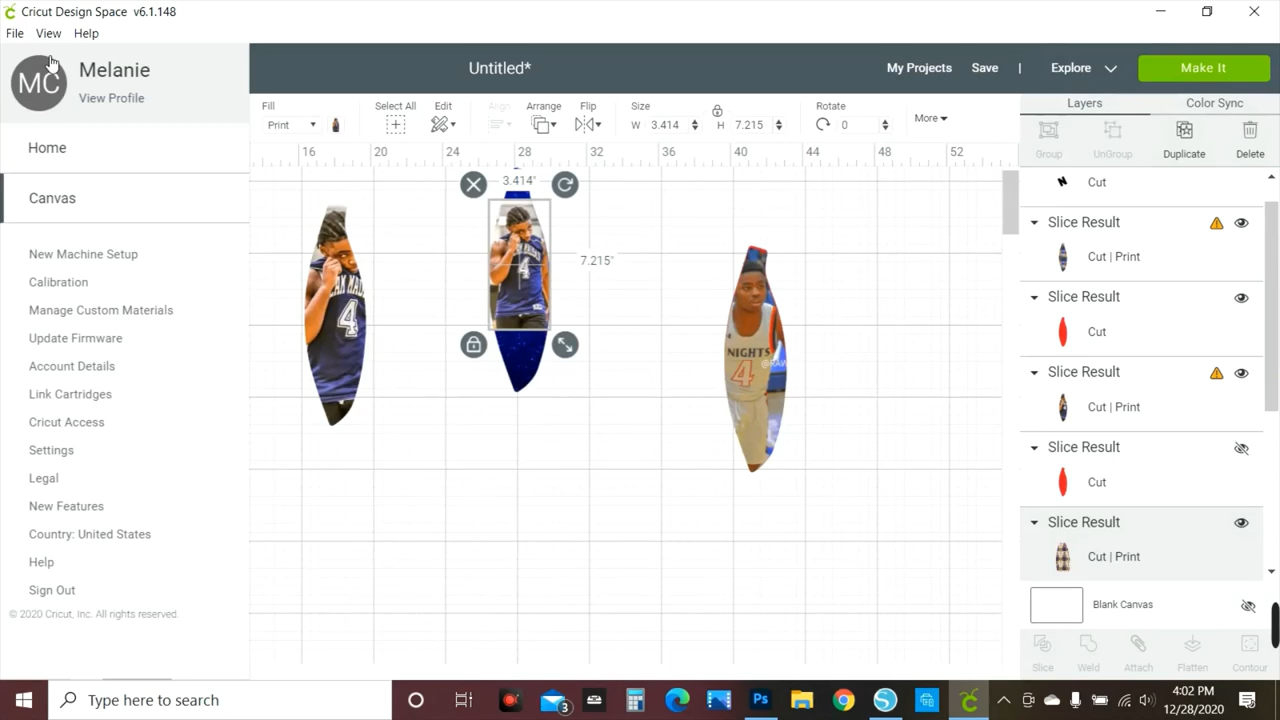 Cricut Design Space v6.1.148
File View Help
MC
Melanie
View Profile
Untitled*
My Projects Save | Explore Make It
Home
Canvas
New Machine Setup
Calibration
Manage Custom Materials
Update Firmware
Account Details
Link Cartridges
Cricut Access
Settings
Legal
New Features
Country: United States
Help
Sign Out
© 2020 Cricut, Inc. All rights reserved.
Fill Select All Edit Align Arrange Flip Size Rotate
Print W 3.414 H 7.215 0 More
16 20 24 28 32 36 40 44 48 52
3.414"
7.215"
4
4
NIGHTS
4
Layers Color Sync
Group UnGroup Duplicate Delete
Cut
Slice Result
Cut | Print
Slice Result
Cut
Slice Result
Cut | Print
Slice Result
Cut
Slice Result
Cut | Print
Blank Canvas
Slice Weld Attach Flatten Contour
Type here to search
3
Ps
4:02 PM
12/28/2020